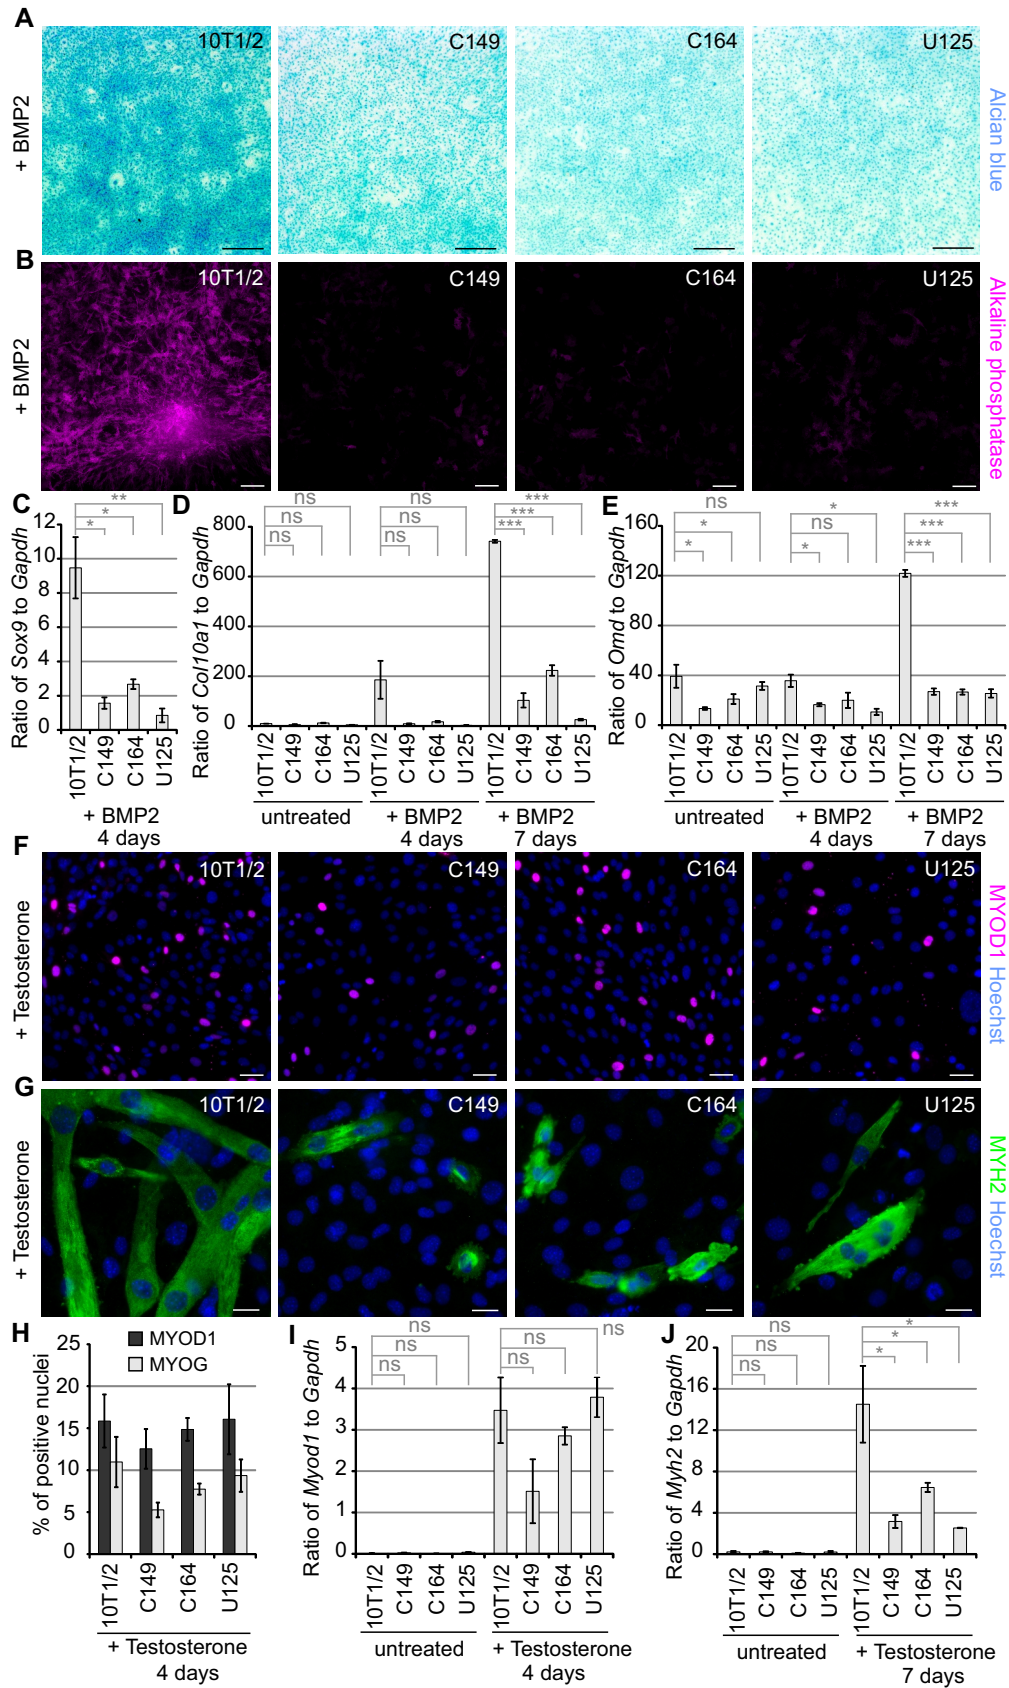 A
10T1/2 C149 C164 U125
+ BMP2
Alcian blue
B
10T1/2 C149 C164 U125
+ BMP2
Alkaline phosphatase
C
** * *
Ratio of Sox9 to Gapdh
12
10
8
6
4
2
0
10T1/2 C149 C164 U125
+ BMP2
4 days
D
ns ns ***
ns ns ***
ns ns ***
Ratio of Col10a1 to Gapdh
800
600
400
200
0
10T1/2 C149 C164 U125 10T1/2 C149 C164 U125 10T1/2 C149 C164 U125
untreated + BMP2 + BMP2
4 days 7 days
E
ns * ***
* ns ***
* * ***
Ratio of Omd to Gapdh
160
120
80
40
0
10T1/2 C149 C164 U125 10T1/2 C149 C164 U125 10T1/2 C149 C164 U125
untreated + BMP2 + BMP2
4 days 7 days
F
10T1/2 C149 C164 U125
+ Testosterone
MYOD1 Hoechst
G
10T1/2 C149 C164 U125
+ Testosterone
MYH2 Hoechst
H
MYOD1
MYOG
% of positive nuclei
25
20
15
10
5
0
10T1/2 C149 C164 U125
+ Testosterone
4 days
I
ns ns
ns ns
ns ns
Ratio of Myod1 to Gapdh
5
4
3
2
1
0
10T1/2 C149 C164 U125 10T1/2 C149 C164 U125
untreated + Testosterone
4 days
J
ns *
ns *
ns *
Ratio of Myh2 to Gapdh
20
16
12
8
4
0
10T1/2 C149 C164 U125 10T1/2 C149 C164 U125
untreated + Testosterone
7 days